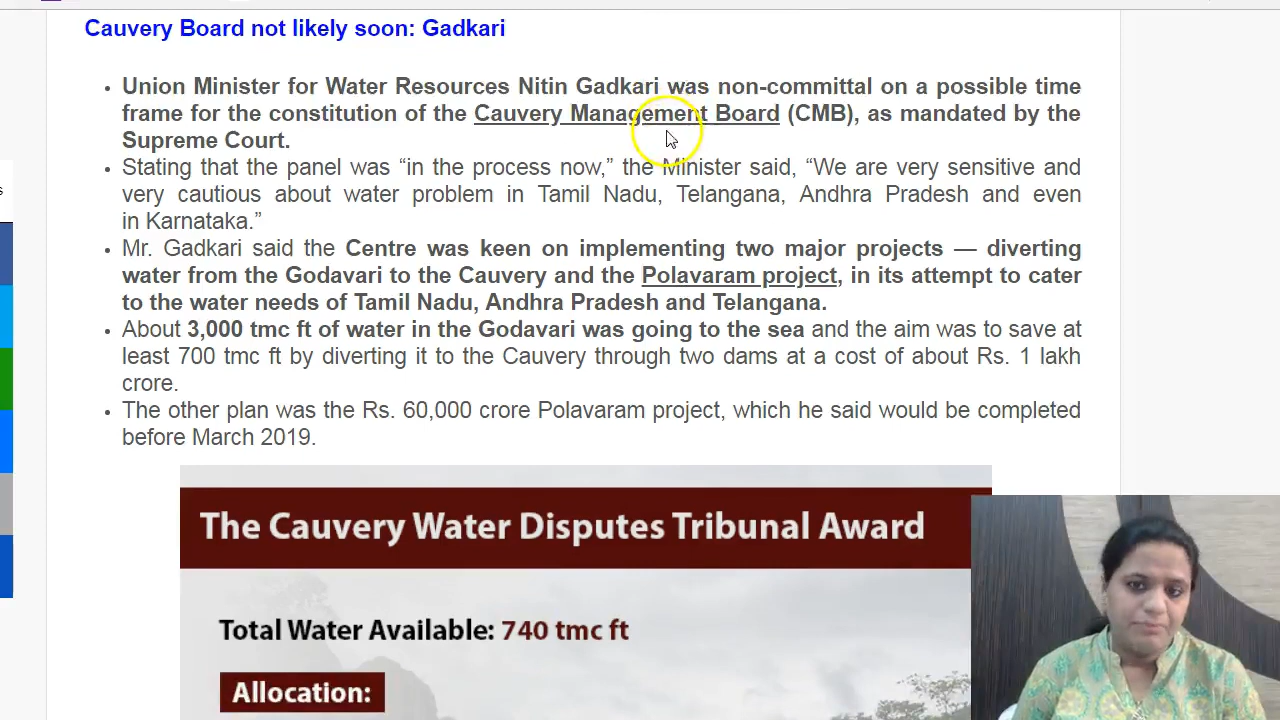 Cauvery Board not likely soon: Gadkari
• Union Minister for Water Resources Nitin Gadkari was non-committal on a possible time
frame for the constitution of the Cauvery Management Board (CMB), as mandated by the
Supreme Court.
• Stating that the panel was “in the process now,” the Minister said, “We are very sensitive and
very cautious about water problem in Tamil Nadu, Telangana, Andhra Pradesh and even
in Karnataka.”
• Mr. Gadkari said the Centre was keen on implementing two major projects — diverting
water from the Godavari to the Cauvery and the Polavaram project, in its attempt to cater
to the water needs of Tamil Nadu, Andhra Pradesh and Telangana.
• About 3,000 tmc ft of water in the Godavari was going to the sea and the aim was to save at
least 700 tmc ft by diverting it to the Cauvery through two dams at a cost of about Rs. 1 lakh
crore.
• The other plan was the Rs. 60,000 crore Polavaram project, which he said would be completed
before March 2019.
The Cauvery Water Disputes Tribunal Award
Total Water Available: 740 tmc ft
Allocation: